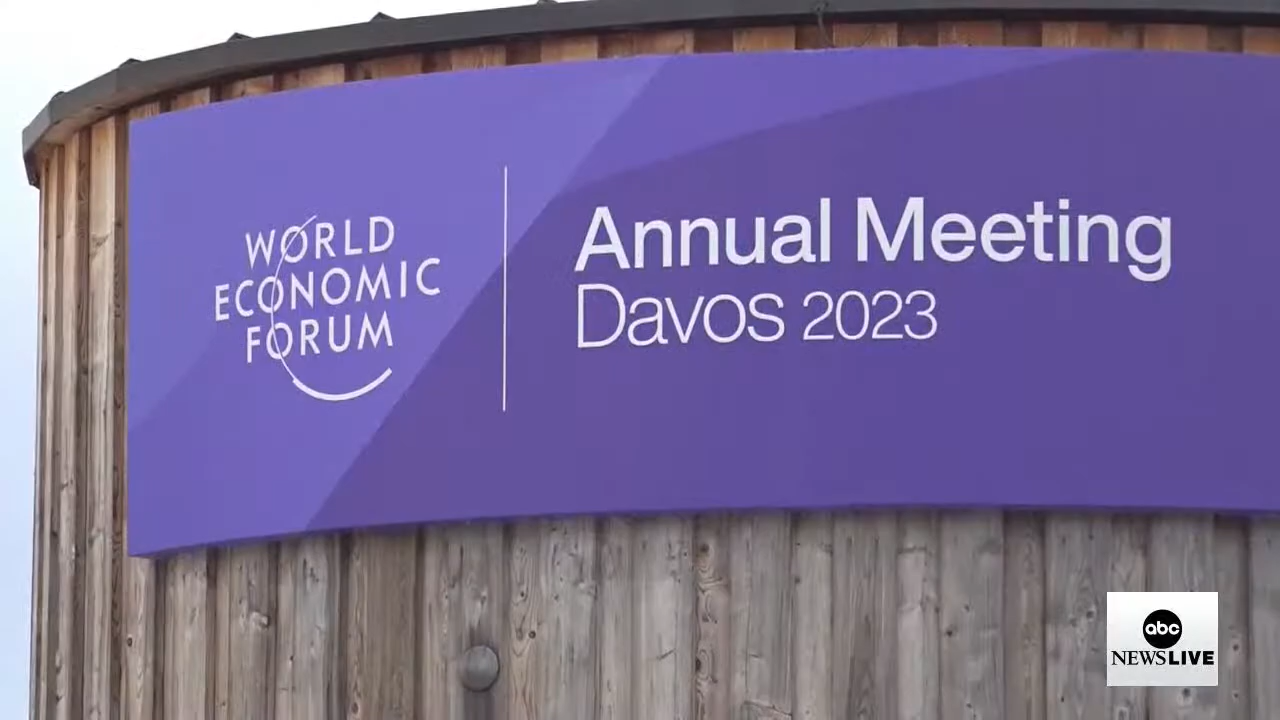 WORLD
ECONOMIC
FORUM
Annual Meeting
Davos 2023
abc
NEWSLIVE